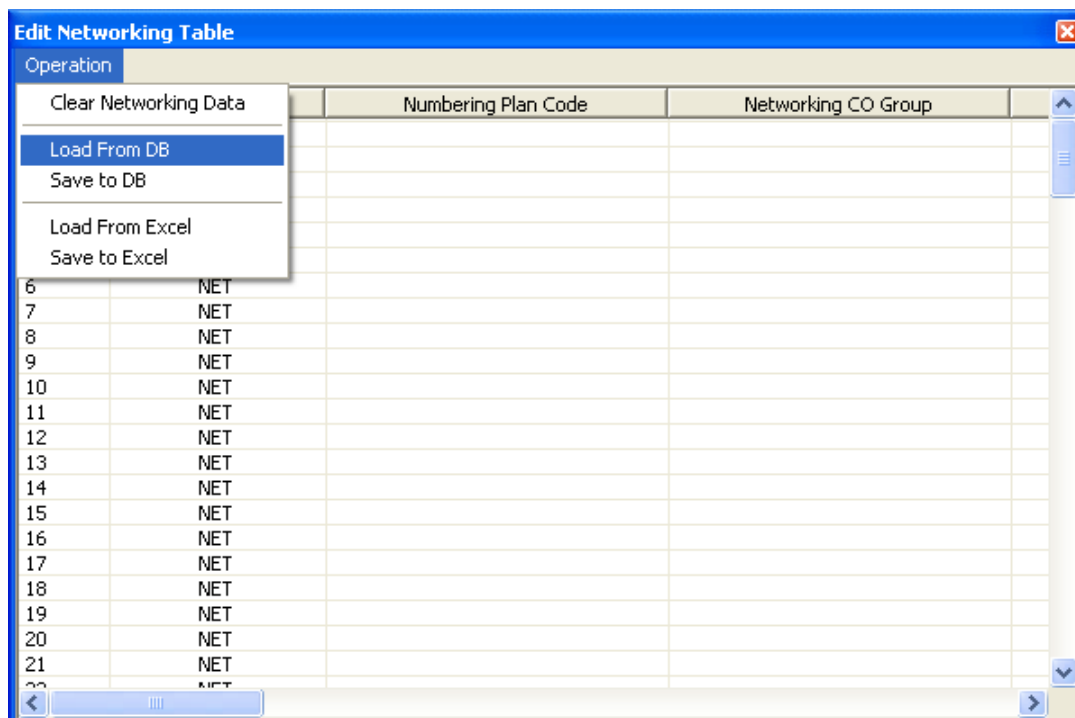 Edit Networking Table
Operation
Clear Networking Data
Numbering Plan Code Networking CO Group
Load From DB
Save to DB
Load From Excel
Save to Excel
6 NET
7 NET
8 NET
9 NET
10 NET
11 NET
12 NET
13 NET
14 NET
15 NET
16 NET
17 NET
18 NET
19 NET
20 NET
21 NET
22 NET